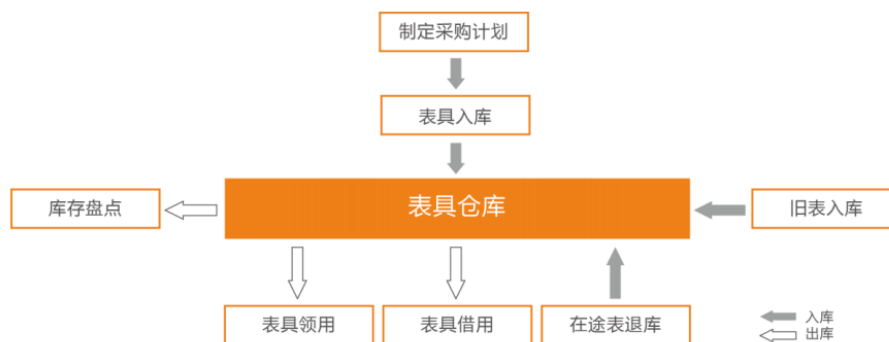 制定采购计划
表具入库
库存盘点
表具仓库
旧表入库
表具领用
表具借用
在途表退库
入库
出库